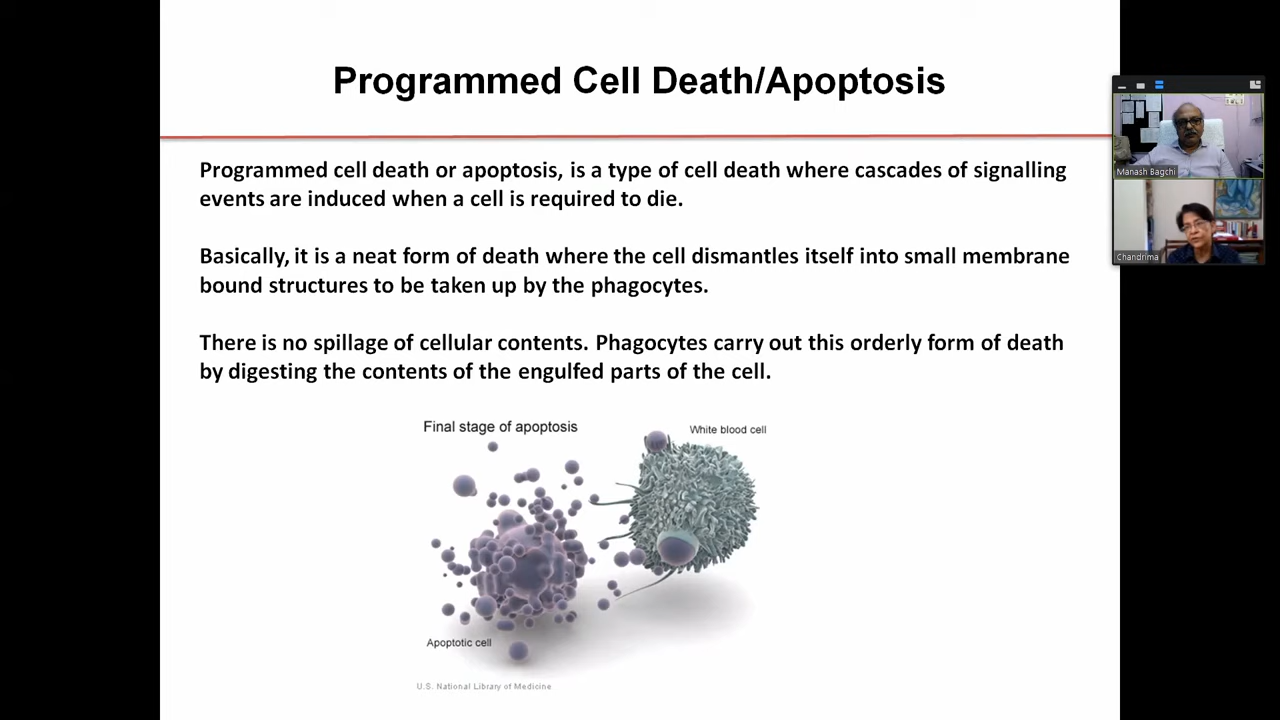 Programmed Cell Death/Apoptosis
Programmed cell death or apoptosis, is a type of cell death where cascades of signalling
events are induced when a cell is required to die.
Basically, it is a neat form of death where the cell dismantles itself into small membrane
bound structures to be taken up by the phagocytes.
There is no spillage of cellular contents. Phagocytes carry out this orderly form of death
by digesting the contents of the engulfed parts of the cell.
Final stage of apoptosis
White blood cell
Apoptotic cell
U.S. National Library of Medicine
Manash Bagchi
Chandrima